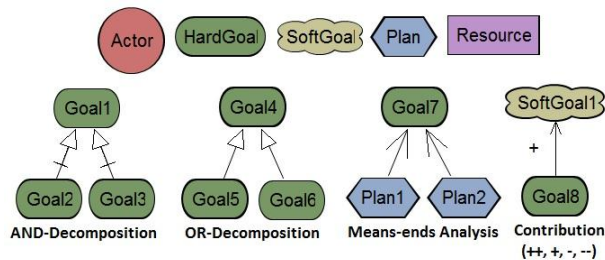 Actor HardGoal SoftGoal Plan Resource
Goal1 Goal4 Goal7 SoftGoal1
+
Goal2 Goal3 Goal5 Goal6 Plan1 Plan2 Goal8
AND-Decomposition OR-Decomposition Means-ends Analysis Contribution
(++, +, -, --)